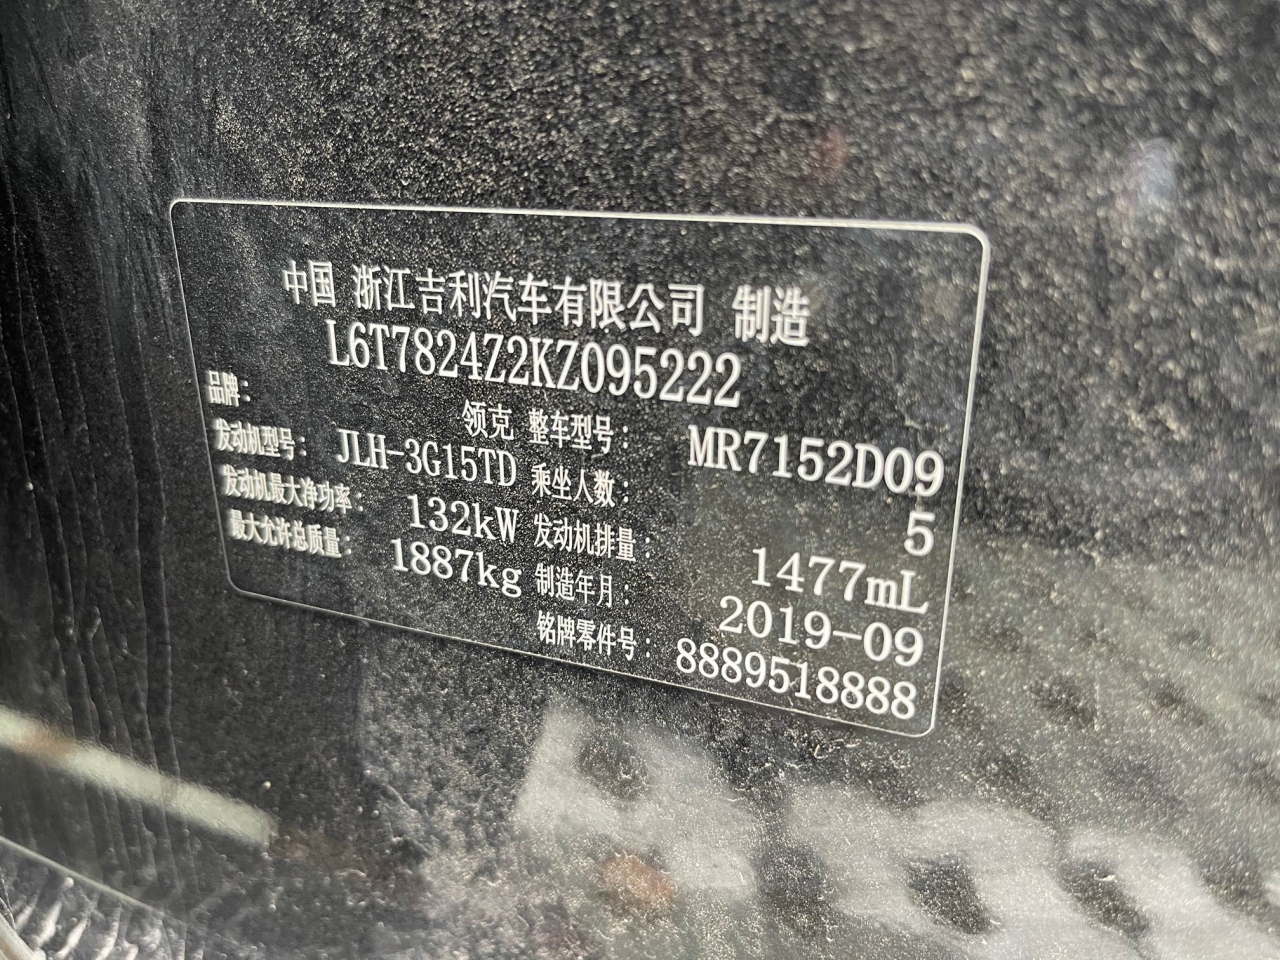 中国 浙江吉利汽车有限公司 制造
L6T7824Z2KZ095222
品牌： 领克 整车型号： MR7152D09
发动机型号： JLH-3G15TD 乘坐人数： 5
发动机最大净功率： 132kW 发动机排量： 1477mL
最大允许总质量： 1887kg 制造年月： 2019-09
铭牌零件号： 8889518888